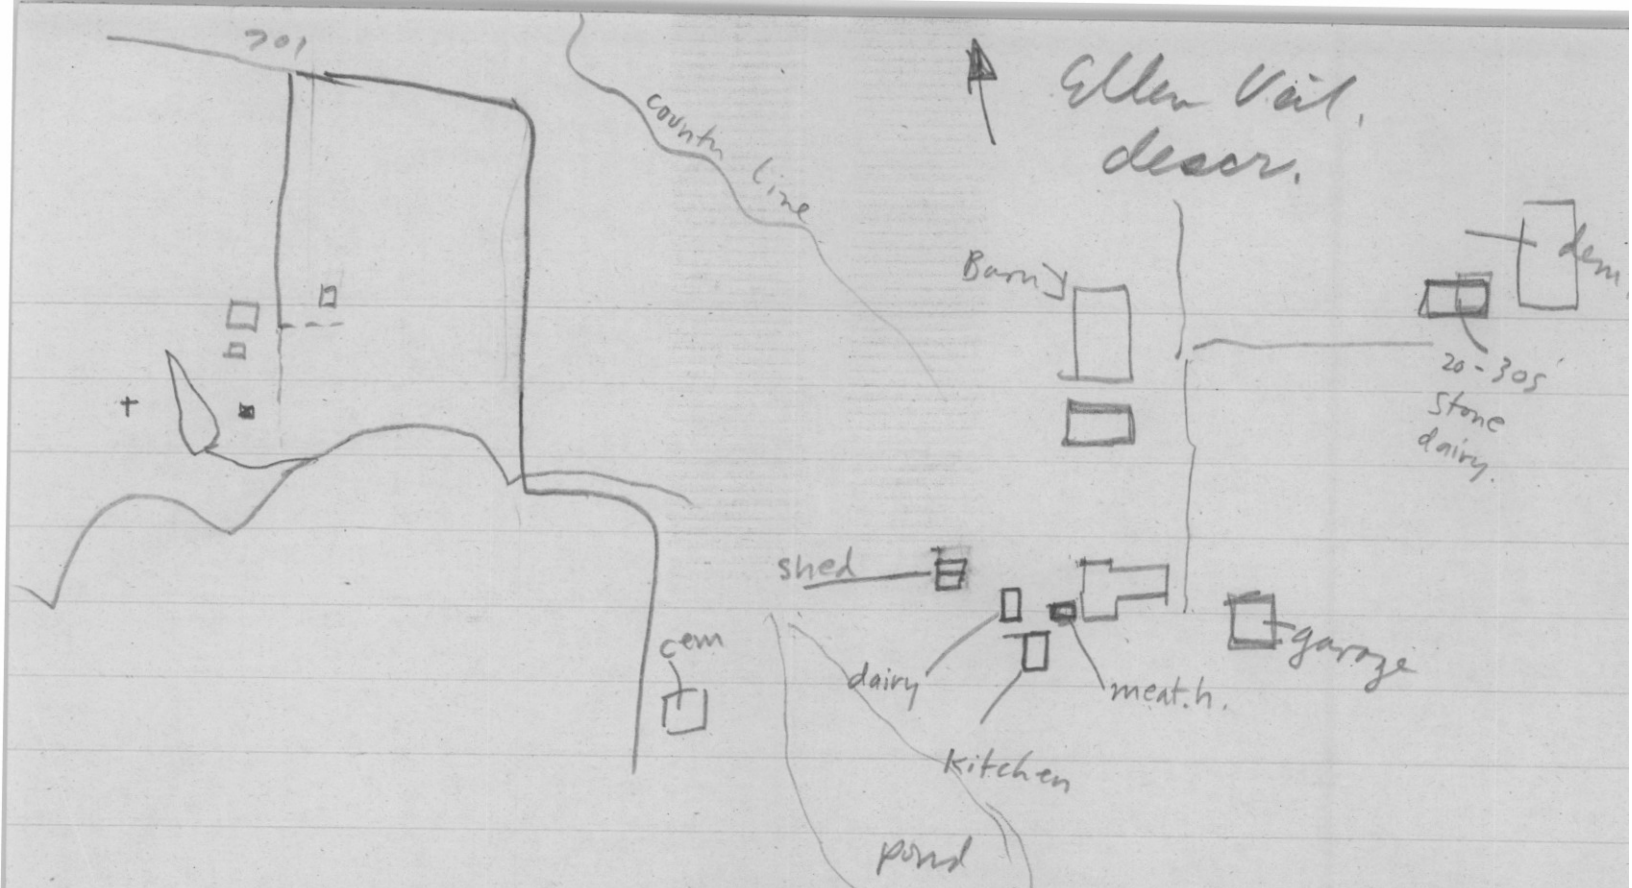 701
county line
Ellen Vail,
descr.
Barn
dem.
20-30s'
stone
dairy.
shed
garage
cem
dairy
meat.h.
Kitchen
pond